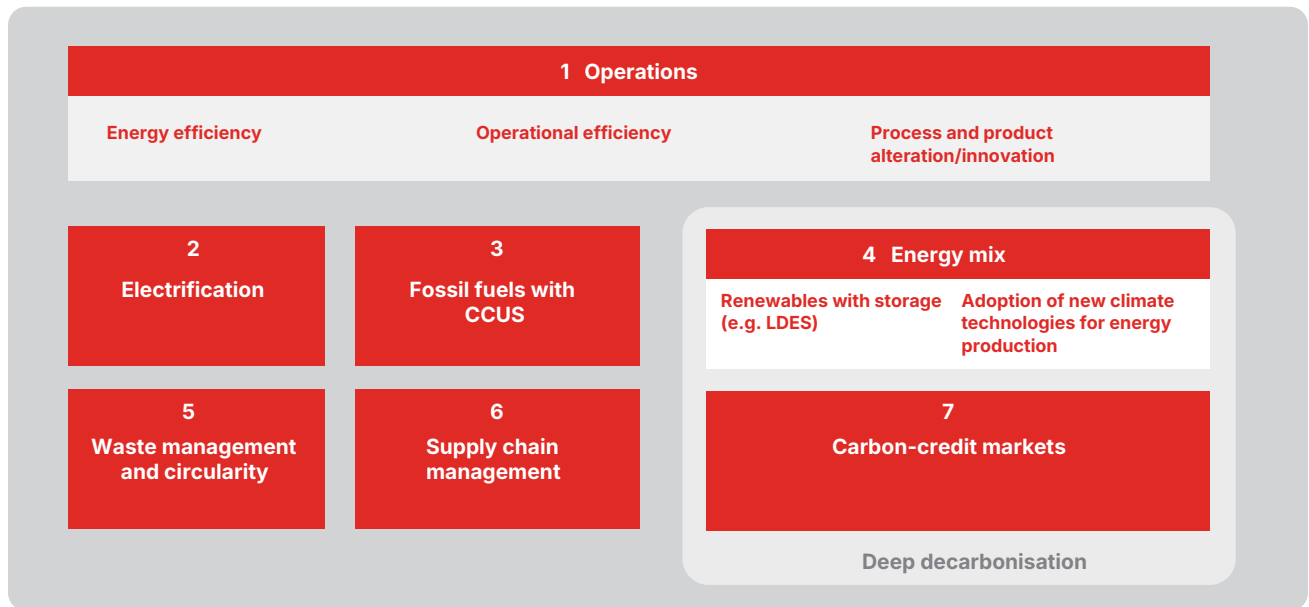 1 Operations
Energy efficiency
Operational efficiency
Process and product
alteration/innovation
2
Electrification
3
Fossil fuels with
CCUS
4 Energy mix
Renewables with storage
(e.g. LDES)
Adoption of new climate
technologies for energy
production
5
Waste management
and circularity
6
Supply chain
management
7
Carbon-credit markets
Deep decarbonisation